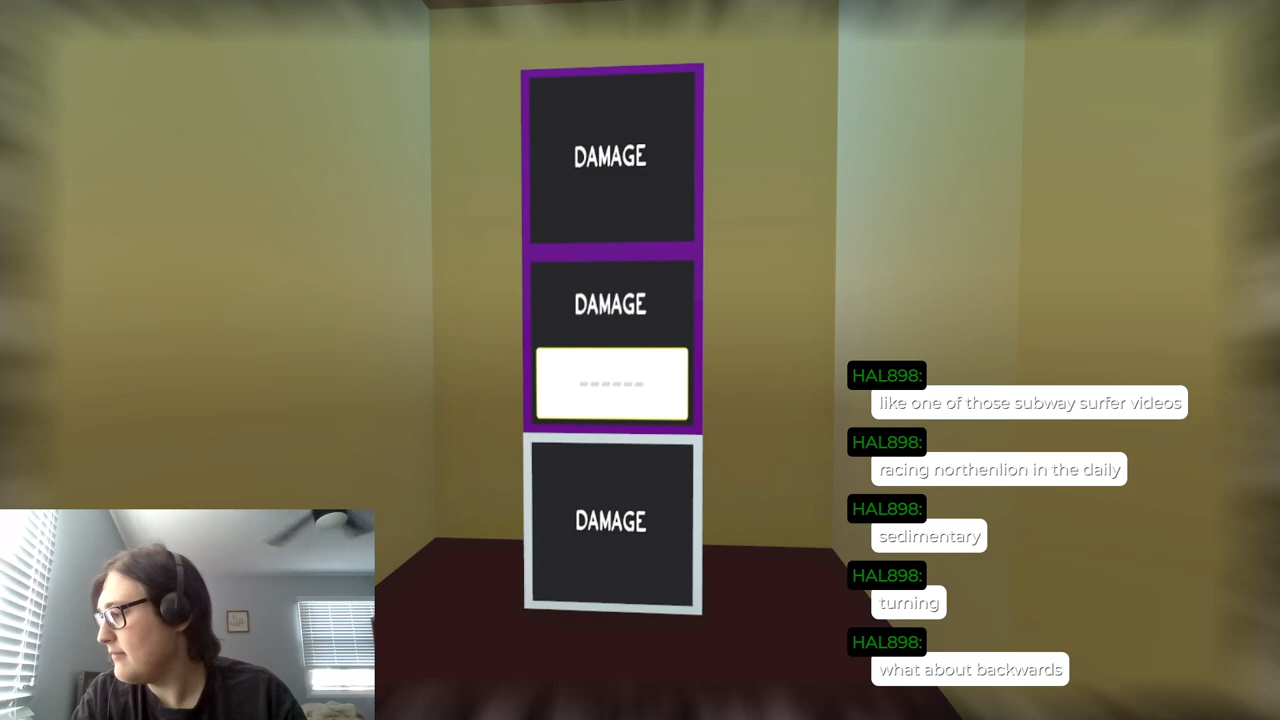 DAMAGE
DAMAGE
------
DAMAGE
HAL898:
like one of those subway surfer videos
HAL898:
racing northenlion in the daily
HAL898:
sedimentary
HAL898:
turning
HAL898:
what about backwards